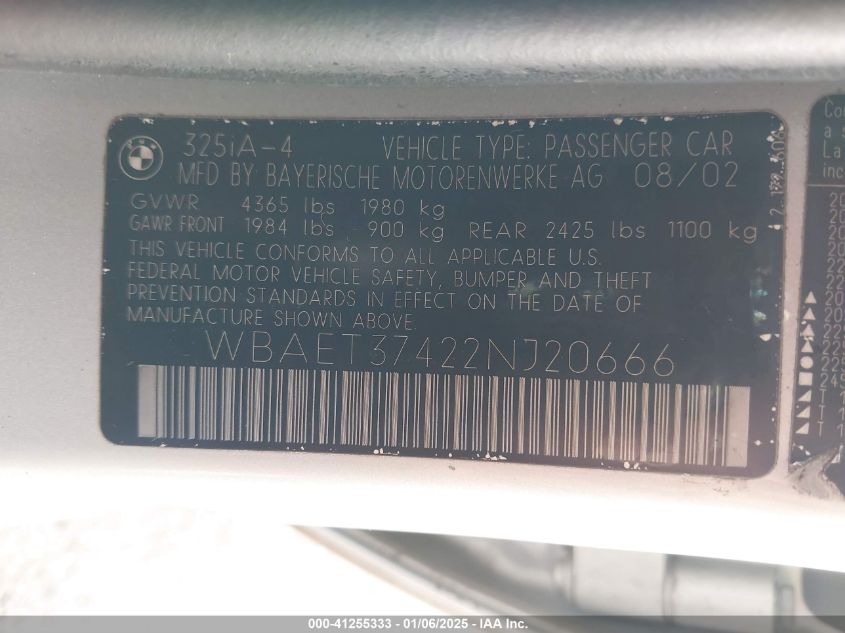 325iA-4 VEHICLE TYPE: PASSENGER CAR
MFD BY BAYERISCHE MOTORENWERKE AG 08/02
GVWR 4365 lbs 1980 kg
GAWR FRONT 1984 lbs 900 kg REAR 2425 lbs 1100 kg
THIS VEHICLE CONFORMS TO ALL APPLICABLE U.S.
FEDERAL MOTOR VEHICLE SAFETY, BUMPER AND THEFT
PREVENTION STANDARDS IN EFFECT ON THE DATE OF
MANUFACTURE SHOWN ABOVE.
WBAET37422NJ20666
000-41255333 - 01/06/2025 - IAA Inc.